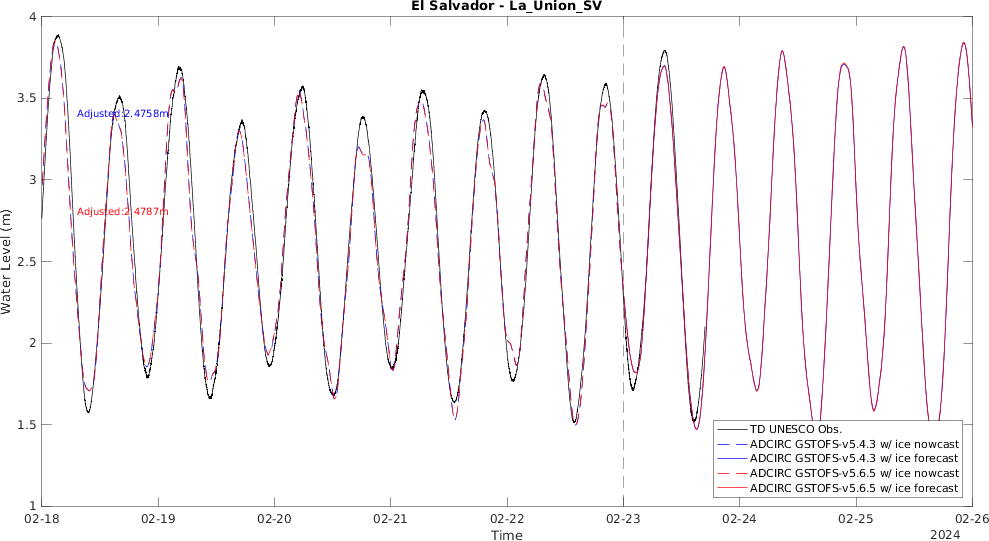 El Salvador - La_Union_SV
4
3.5
3
2.5
2
1.5
1
Water Level (m)
Adjusted:2.4758m
Adjusted:2.4787m
TD UNESCO Obs.
ADCIRC GSTOFS-v5.4.3 w/ ice nowcast
ADCIRC GSTOFS-v5.4.3 w/ ice forecast
ADCIRC GSTOFS-v5.6.5 w/ ice nowcast
ADCIRC GSTOFS-v5.6.5 w/ ice forecast
02-18 02-19 02-20 02-21 02-22 02-23 02-24 02-25 02-26
Time
2024